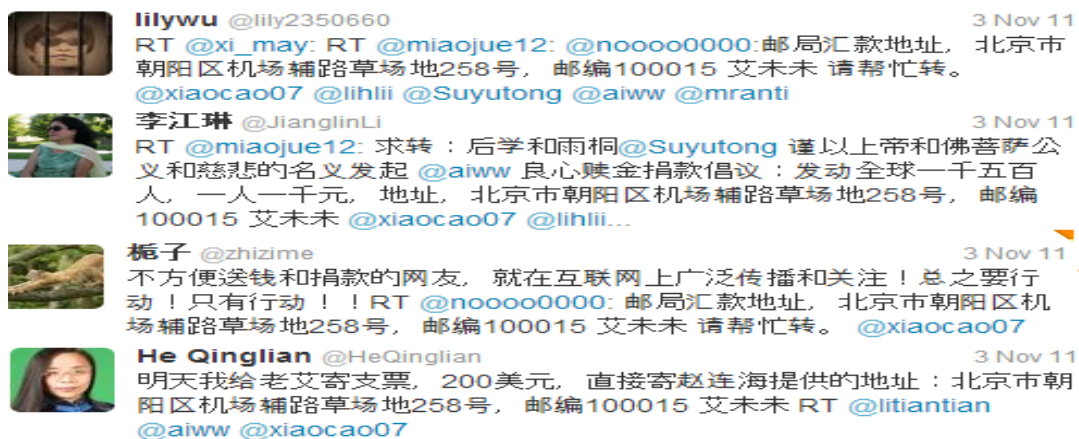 lilywu @lily2350660 3 Nov 11
RT @xi_may: RT @miaojue12: @noooo0000:邮局汇款地址, 北京市
朝阳区机场辅路草场地258号, 邮编100015 艾未未 请帮忙转。
@xiaocao07 @lihlii @Suyutong @aiww @mranti
李江琳 @JianglinLi 3 Nov 11
RT @miaojue12: 求转：后学和雨桐@Suyutong 谨以上帝和佛菩萨公
义和慈悲的名义发起 @aiww 良心赎金捐款倡议：发动全球一千五百
人, 一人一千元, 地址, 北京市朝阳区机场辅路草场地258号, 邮编
100015 艾未未 @xiaocao07 @lihlii...
栀子 @zhizime 3 Nov 11
不方便送钱和捐款的网友, 就在互联网上广泛传播和关注！总之要行
动！只有行动！！RT @noooo0000: 邮局汇款地址, 北京市朝阳区机
场辅路草场地258号, 邮编100015 艾未未 请帮忙转。 @xiaocao07
He Qinglian @HeQinglian 3 Nov 11
明天我给老艾寄支票, 200美元, 直接寄赵连海提供的地址：北京市朝
阳区机场辅路草场地258号, 邮编100015 艾未未 RT @litiantian
@aiww @xiaocao07